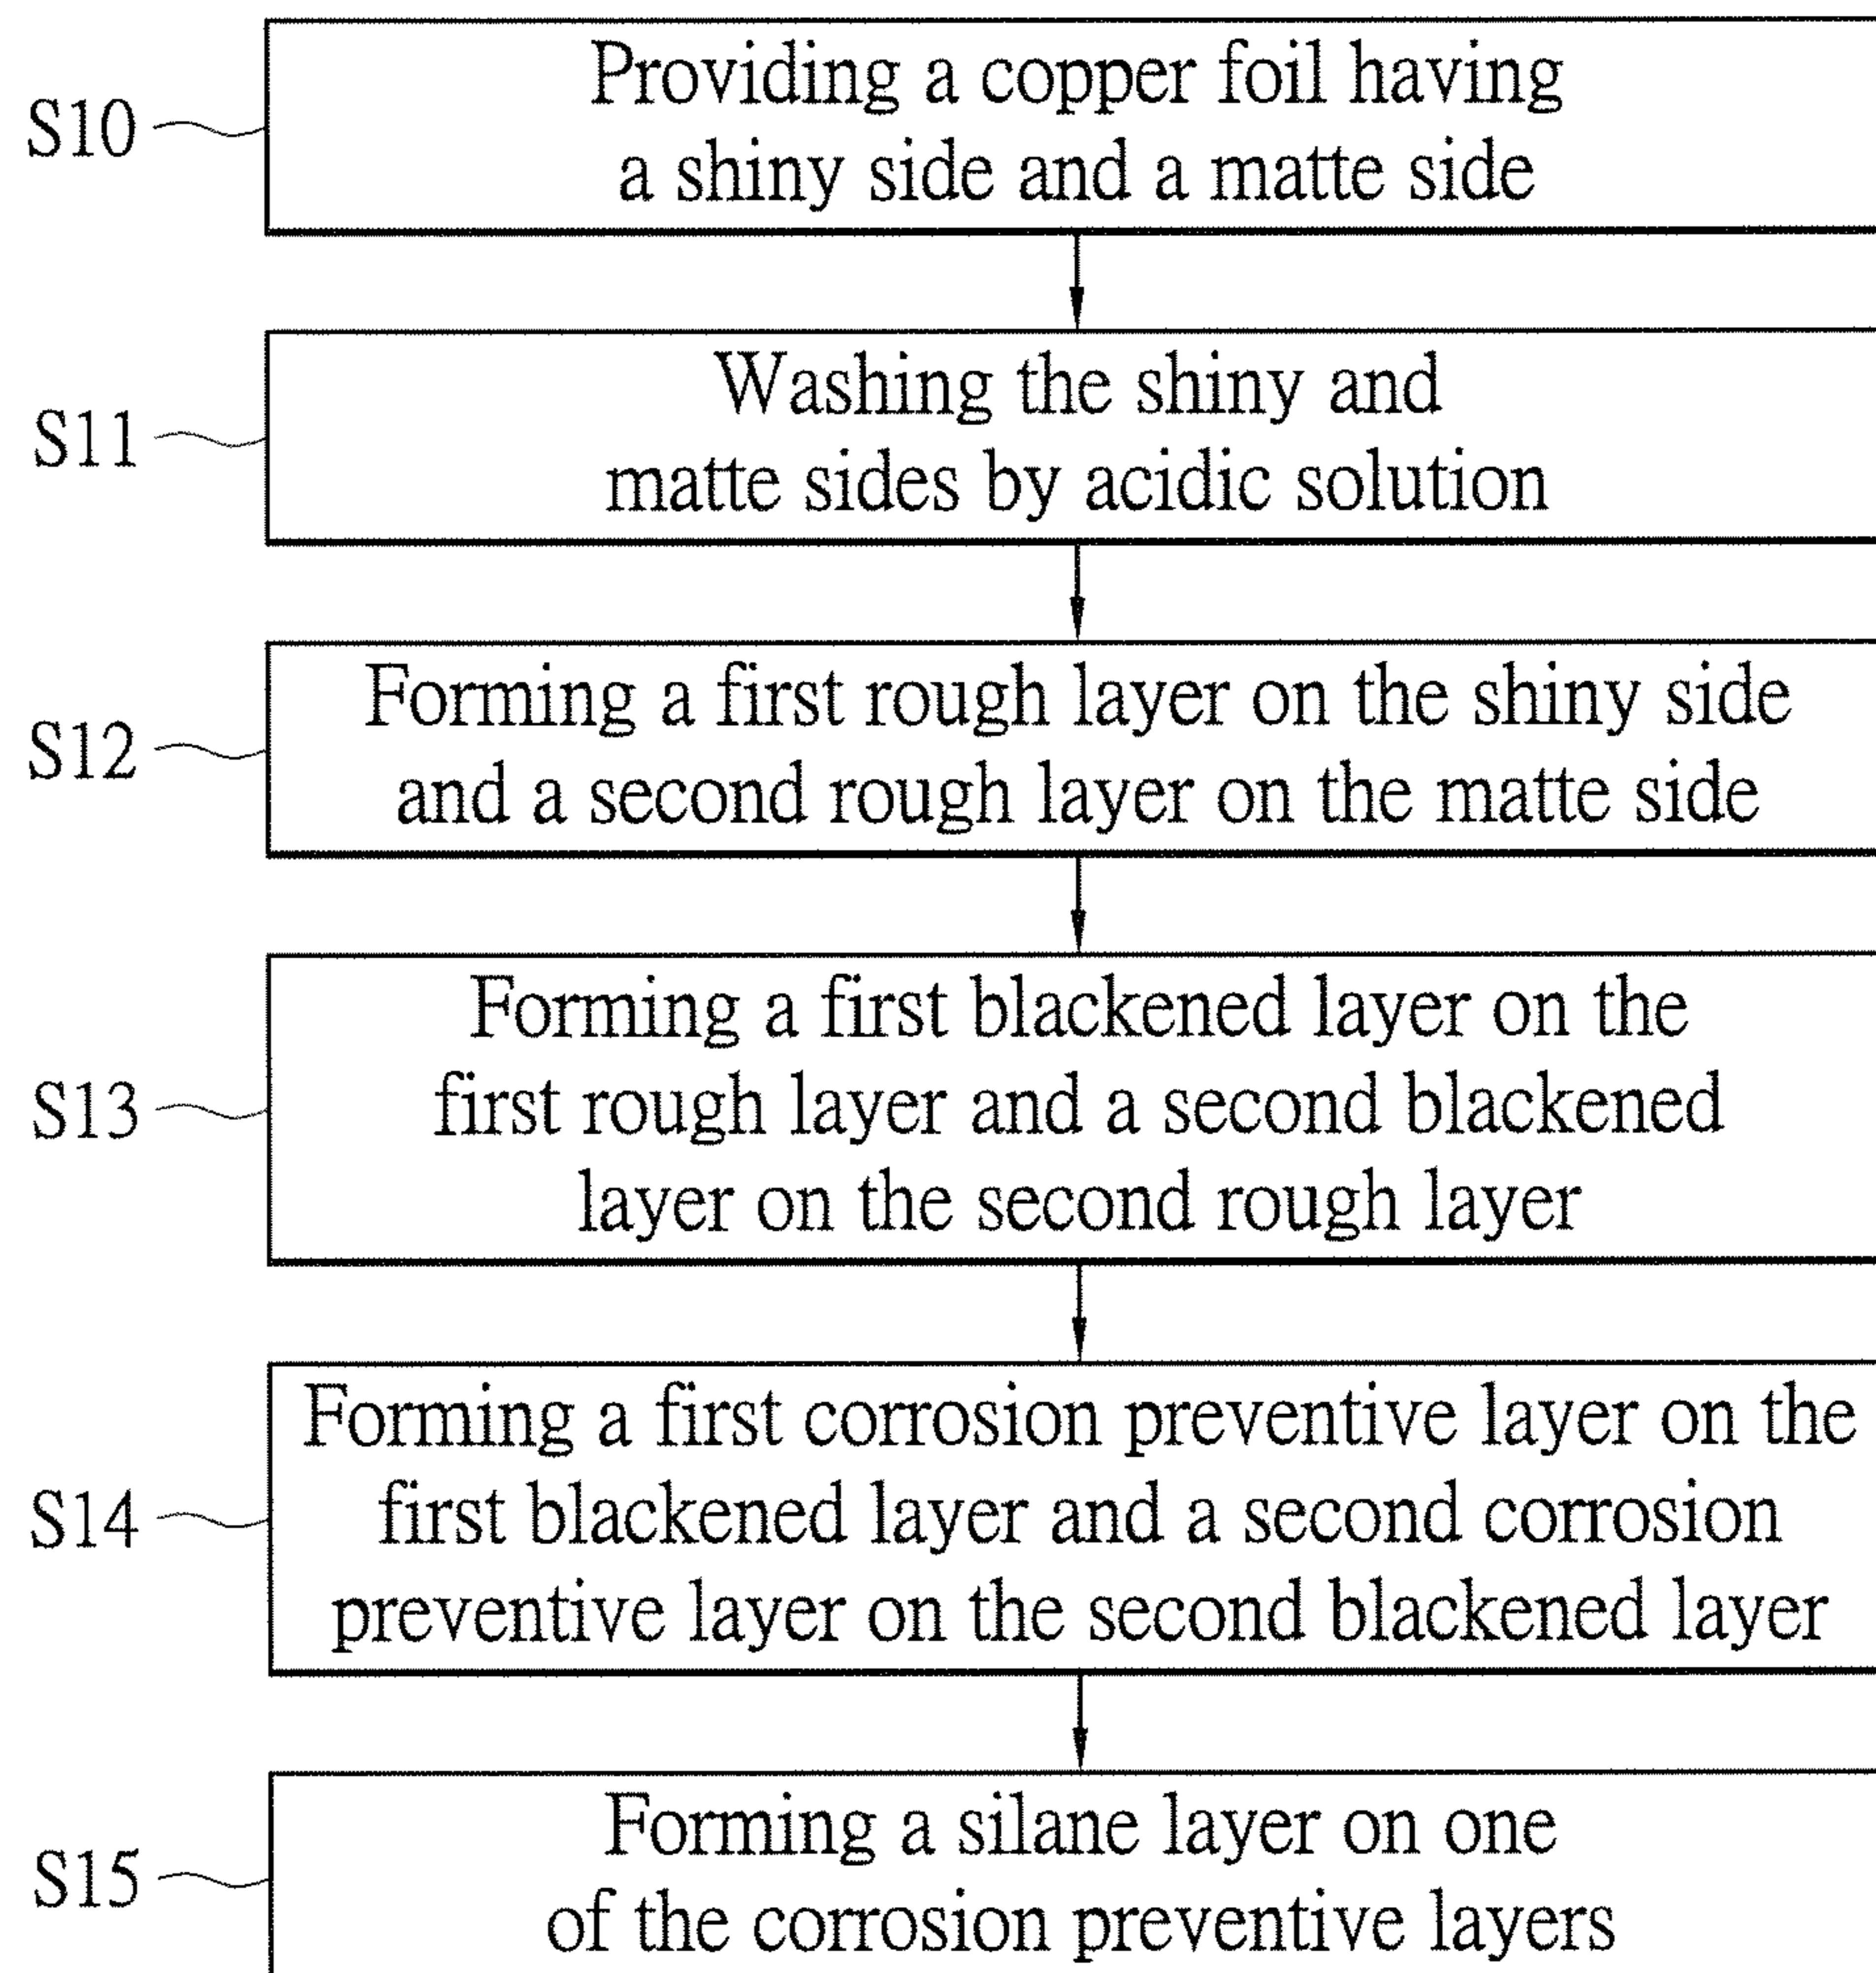 S10
Providing a copper foil having
a shiny side and a matte side
S11
Washing the shiny and
matte sides by acidic solution
S12
Forming a first rough layer on the shiny side
and a second rough layer on the matte side
S13
Forming a first blackened layer on the
first rough layer and a second blackened
layer on the second rough layer
S14
Forming a first corrosion preventive layer on the
first blackened layer and a second corrosion
preventive layer on the second blackened layer
S15
Forming a silane layer on one
of the corrosion preventive layers